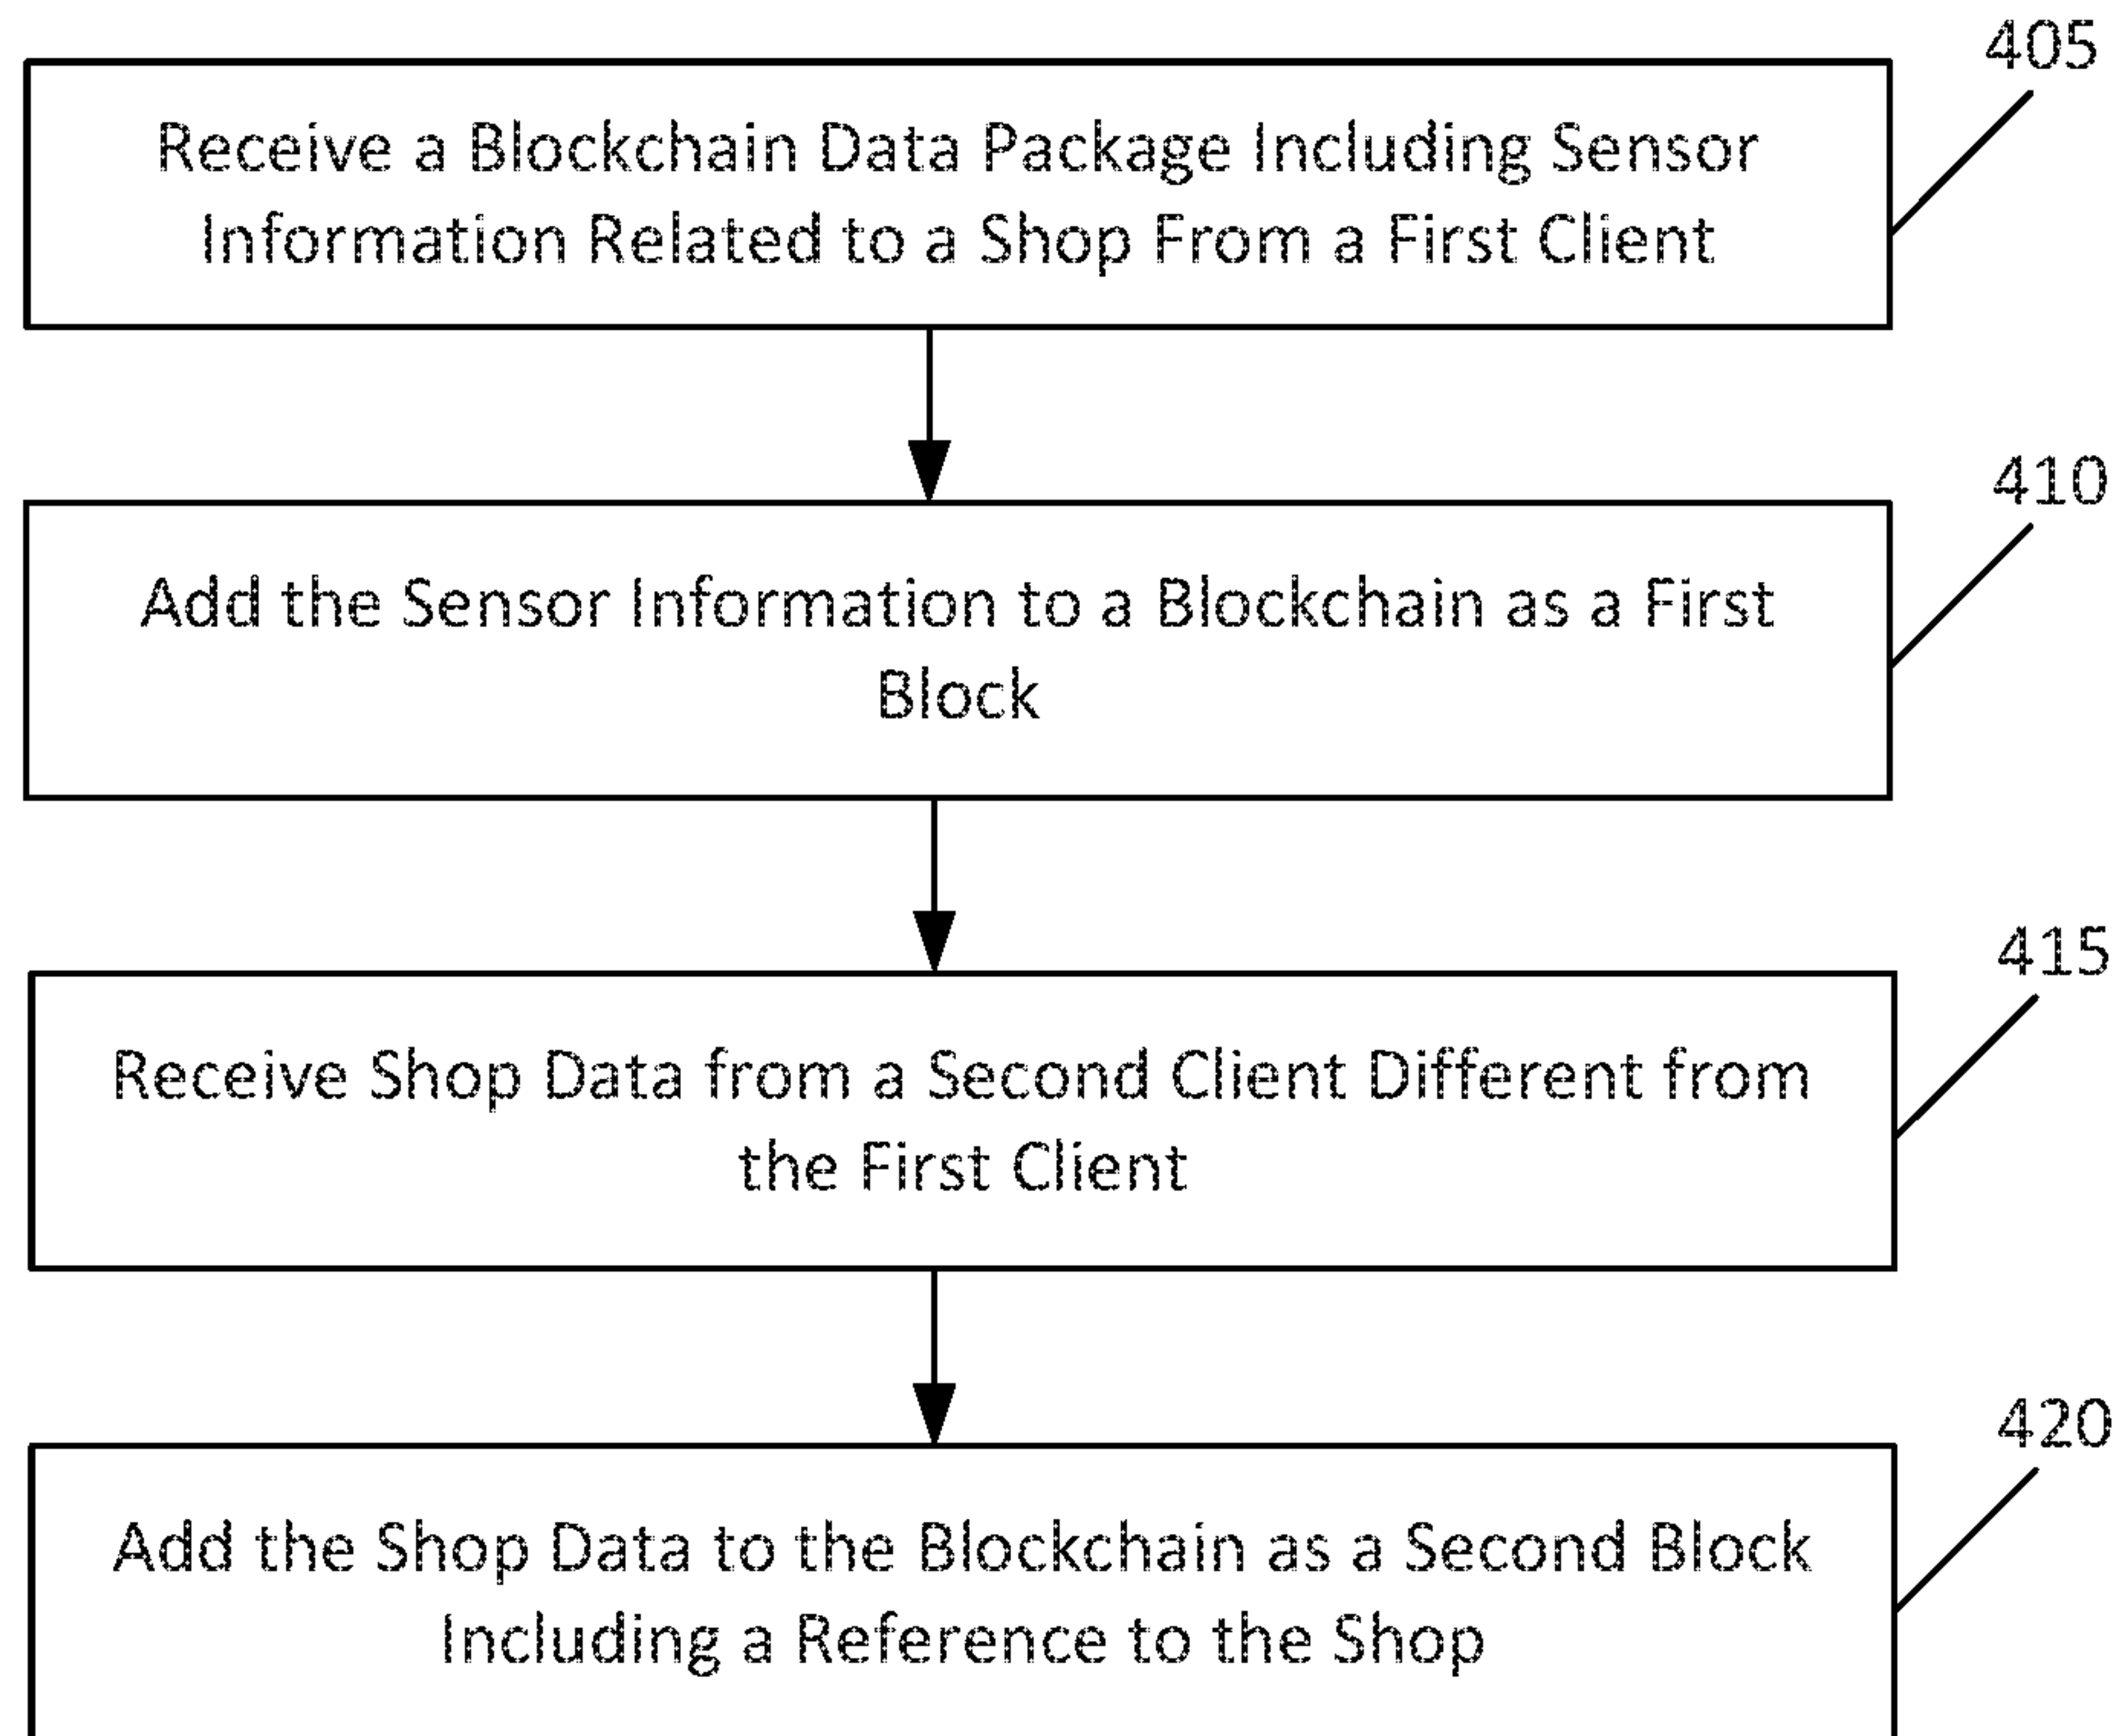 405
Receive a Blockchain Data Package Including Sensor
Information Related to a Shop From a First Client
410
Add the Sensor Information to a Blockchain as a First
Block
415
Receive Shop Data from a Second Client Different from
the First Client
420
Add the Shop Data to the Blockchain as a Second Block
Including a Reference to the Shop